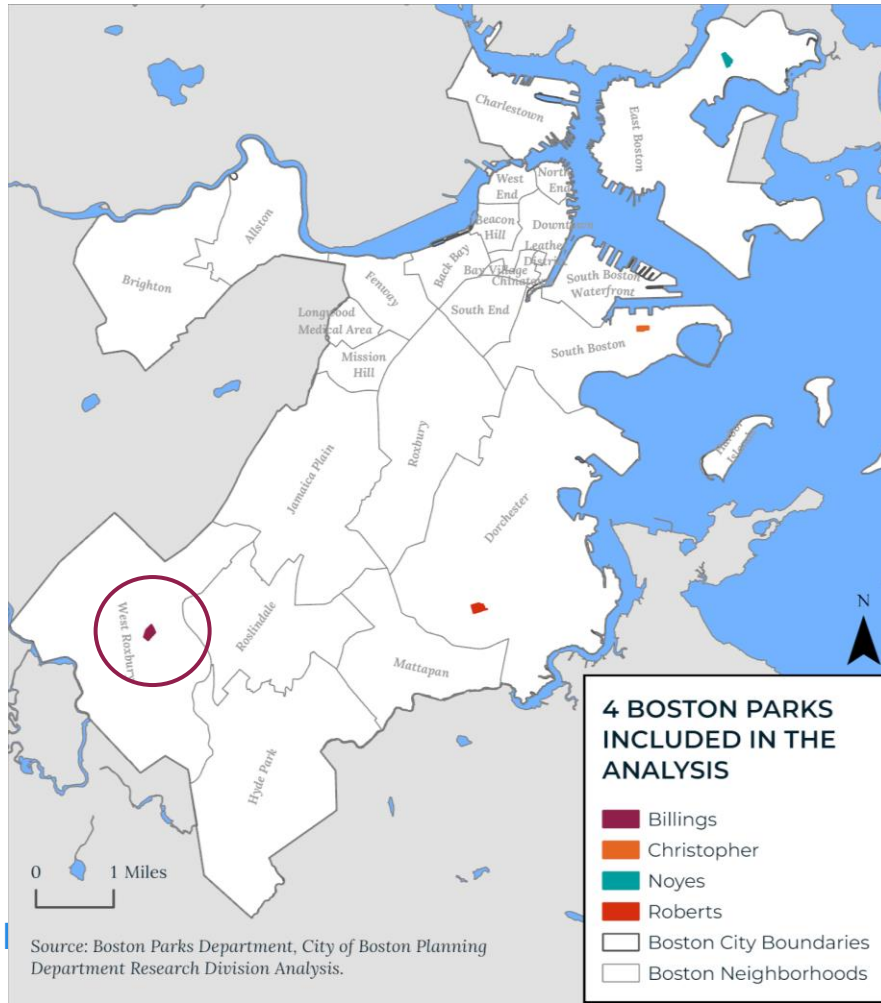 Charlestown
East Boston
West
End
North
End
Beacon
Hill
Downtown
Leather
District
Allston
Brighton
Back Bay
Bay Village
Fenway
South Boston
Waterfront
South End
Longwood
Medical Area
South Boston
Mission
Hill
Roxbury
Jamaica Plain
Dorchester
West Roxbury
Roslindale
Mattapan
Hyde Park
N
4 BOSTON PARKS
INCLUDED IN THE
ANALYSIS
Billings
Christopher
Noyes
Roberts
Boston City Boundaries
Boston Neighborhoods
0 1 Miles
Source: Boston Parks Department, City of Boston Planning
Department Research Division Analysis.